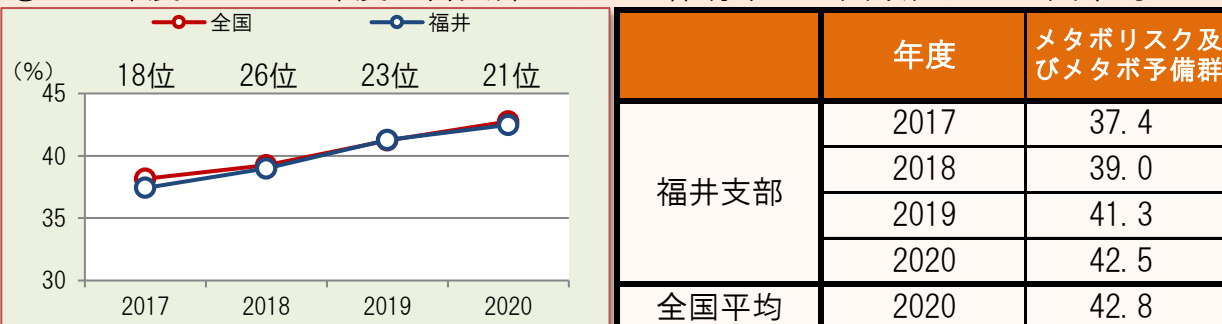 全国 福井
(%) 18位 26位 23位 21位
45
40
35
30
2017 2018 2019 2020
年度 メタボリスク及
びメタボ予備群
福井支部
2017 37.4
2018 39.0
2019 41.3
2020 42.5
全国平均 2020 42.8